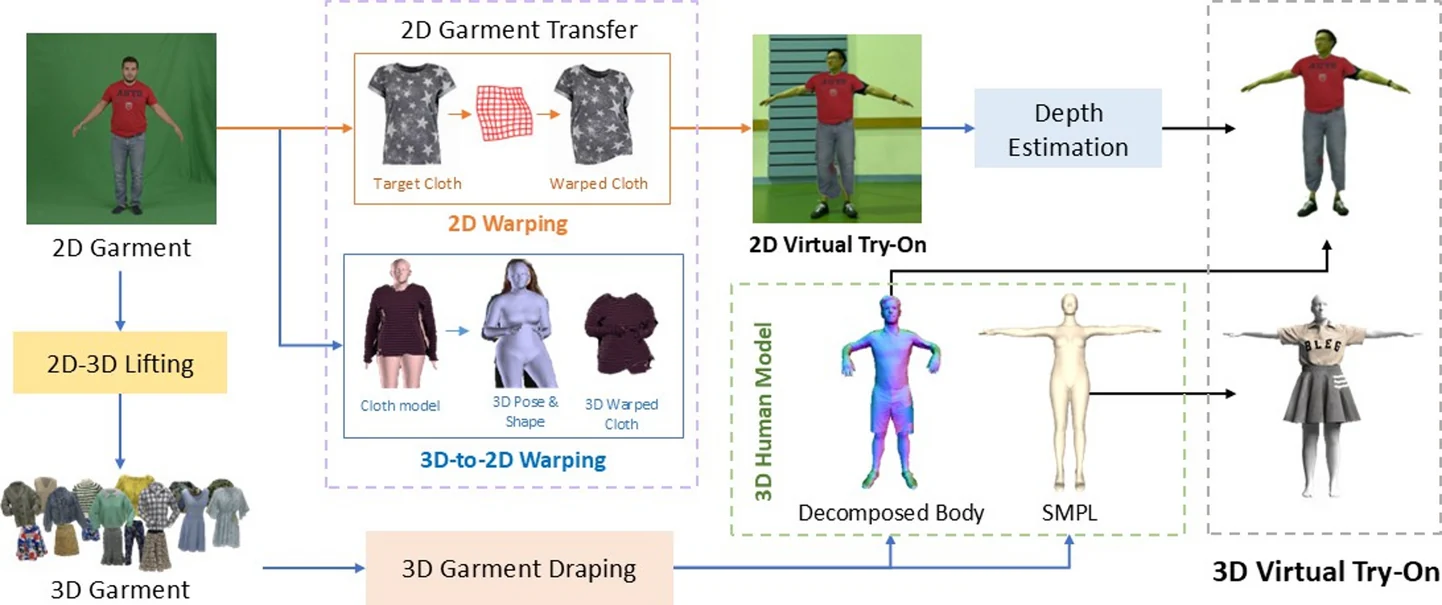 2D Garment Transfer
Target Cloth
Warped Cloth
2D Warping
2D Garment
2D Virtual Try-On
Depth
Estimation
2D-3D Lifting
Cloth model
3D Pose &
Shape
3D Warped
Cloth
3D-to-2D Warping
3D Human Model
Decomposed Body
SMPL
BLEG
3D Garment
3D Garment Draping
3D Virtual Try-On